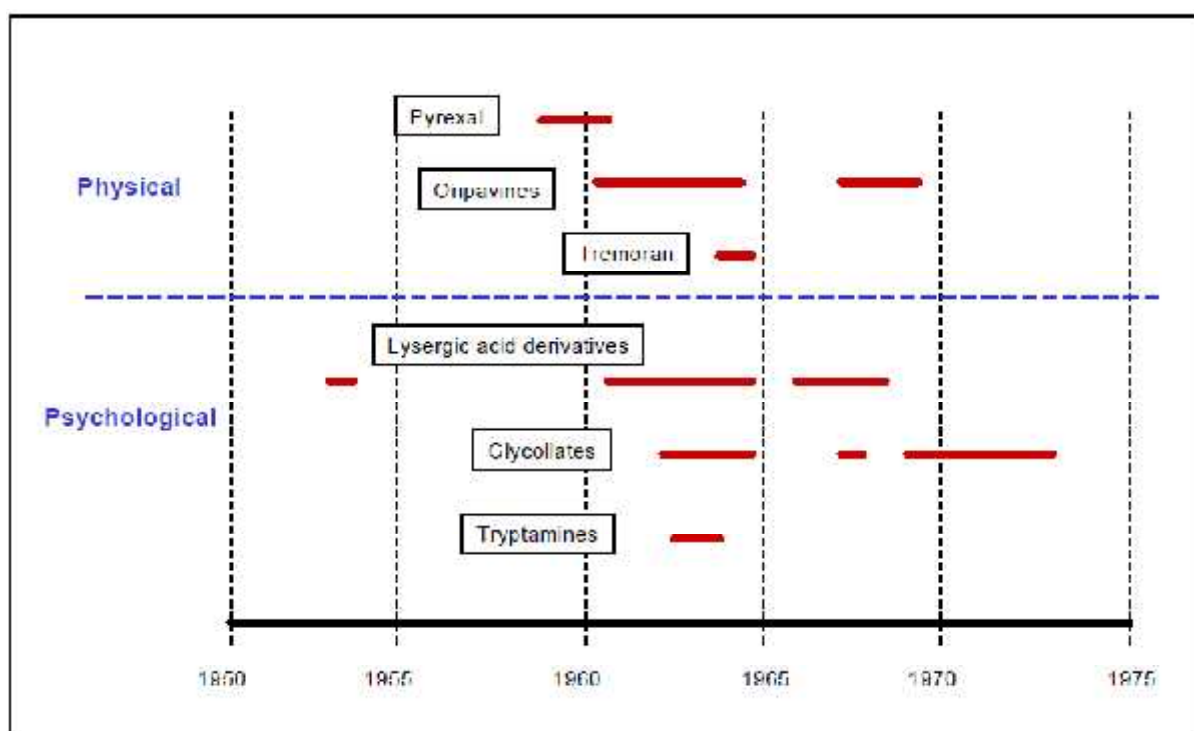 Pyrexal
Physical
Oripavines
Tremoran
Lysergic acid derivatives
Psychological
Glycollates
Tryptamines
1950 1955 1960 1965 1970 1975